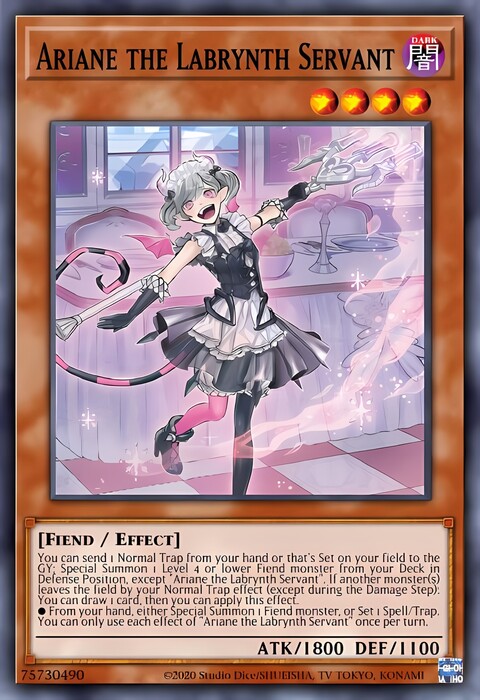 ARIANE THE LABRYNTH SERVANT
DARK
闇
[FIEND / EFFECT]
You can send 1 Normal Trap from your hand or that's Set on your field to the
GY; Special Summon 1 Level 4 or lower Fiend monster from your Deck in
Defense Position, except "Ariane the Labrynth Servant". If another monster(s)
leaves the field by your Normal Trap effect (except during the Damage Step):
You can draw 1 card, then you can apply this effect.
● From your hand, either Special Summon 1 Fiend monster, or Set 1 Spell/Trap.
You can only use each effect of "Ariane the Labrynth Servant" once per turn.
ATK/1800 DEF/1100
75730490 ©2020 Studio Dice/SHUEISHA, TV TOKYO, KONAMI